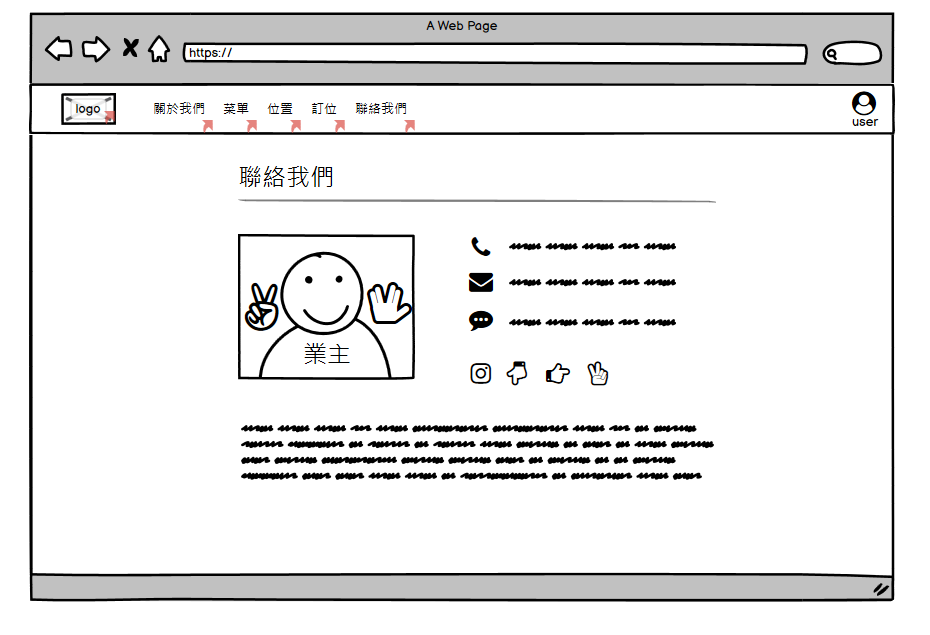 A Web Page
https://
logo
關於我們 菜單 位置 訂位 聯絡我們
user
聯絡我們
業主